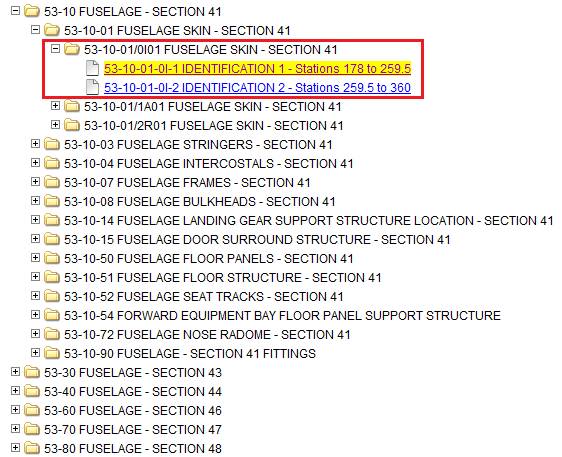 53-10 FUSELAGE - SECTION 41
53-10-01 FUSELAGE SKIN - SECTION 41
53-10-01/0I01 FUSELAGE SKIN - SECTION 41
53-10-01-0I-1 IDENTIFICATION 1 - Stations 178 to 259.5
53-10-01-0I-2 IDENTIFICATION 2 - Stations 259.5 to 360
53-10-01/1A01 FUSELAGE SKIN - SECTION 41
53-10-01/2R01 FUSELAGE SKIN - SECTION 41
53-10-03 FUSELAGE STRINGERS - SECTION 41
53-10-04 FUSELAGE INTERCOSTALS - SECTION 41
53-10-07 FUSELAGE FRAMES - SECTION 41
53-10-08 FUSELAGE BULKHEADS - SECTION 41
53-10-14 FUSELAGE LANDING GEAR SUPPORT STRUCTURE LOCATION - SECTION 41
53-10-15 FUSELAGE DOOR SURROUND STRUCTURE - SECTION 41
53-10-50 FUSELAGE FLOOR PANELS - SECTION 41
53-10-51 FUSELAGE FLOOR STRUCTURE - SECTION 41
53-10-52 FUSELAGE SEAT TRACKS - SECTION 41
53-10-54 FORWARD EQUIPMENT BAY FLOOR PANEL SUPPORT STRUCTURE
53-10-72 FUSELAGE NOSE RADOME - SECTION 41
53-10-90 FUSELAGE - SECTION 41 FITTINGS
53-30 FUSELAGE - SECTION 43
53-40 FUSELAGE - SECTION 44
53-60 FUSELAGE - SECTION 46
53-70 FUSELAGE - SECTION 47
53-80 FUSELAGE - SECTION 48